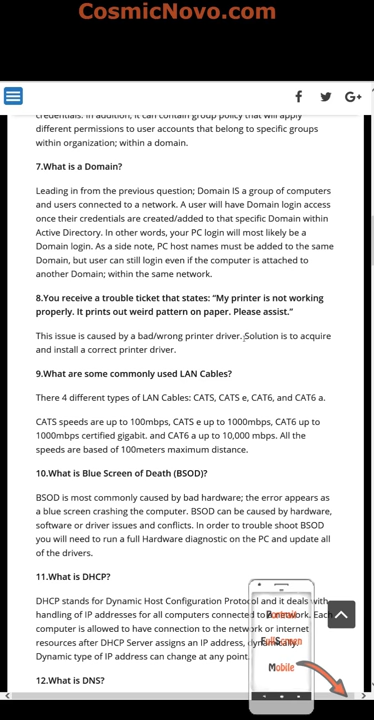 CosmicNovo.com
credentials. In addition, it can contain group policy that will apply
different permissions to user accounts that belong to specific groups
within organization; within a domain.
7.What is a Domain?
Leading in from the previous question; Domain IS a group of computers
and users connected to a network. A user will have Domain login access
once their credentials are created/added to that specific Domain within
Active Directory. In other words, your PC login will most likely be a
Domain login. As a side note, PC host names must be added to the same
Domain, but user can still login even if the computer is attached to
another Domain; within the same network.
8.You receive a trouble ticket that states: “My printer is not working
properly. It prints out weird pattern on paper. Please assist.”
This issue is caused by a bad/wrong printer driver. Solution is to acquire
and install a correct printer driver.
9.What are some commonly used LAN Cables?
There 4 different types of LAN Cables: CATS, CATS e, CAT6, and CAT6 a.
CATS speeds are up to 100mbps, CATS e up to 1000mbps, CAT6 up to
1000mbps certified gigabit. and CAT6 a up to 10,000 mbps. All the
speeds are based of 100meters maximum distance.
10.What is Blue Screen of Death (BSOD)?
BSOD is most commonly caused by bad hardware; the error appears as
a blue screen crashing the computer. BSOD can be caused by hardware,
software or driver issues and conflicts. In order to trouble shoot BSOD
you will need to run a full Hardware diagnostic on the PC and update all
of the drivers.
11.What is DHCP?
DHCP stands for Dynamic Host Configuration Protocol and it deals with
handling of IP addresses for all computers connected to network. Each
computer is allowed to have connection to the network or internet
resources after DHCP Server assigns an IP address, dynamically.
Dynamic type of IP address can change at any point.
12.What is DNS?
Portrait
FullScreen
Mobile